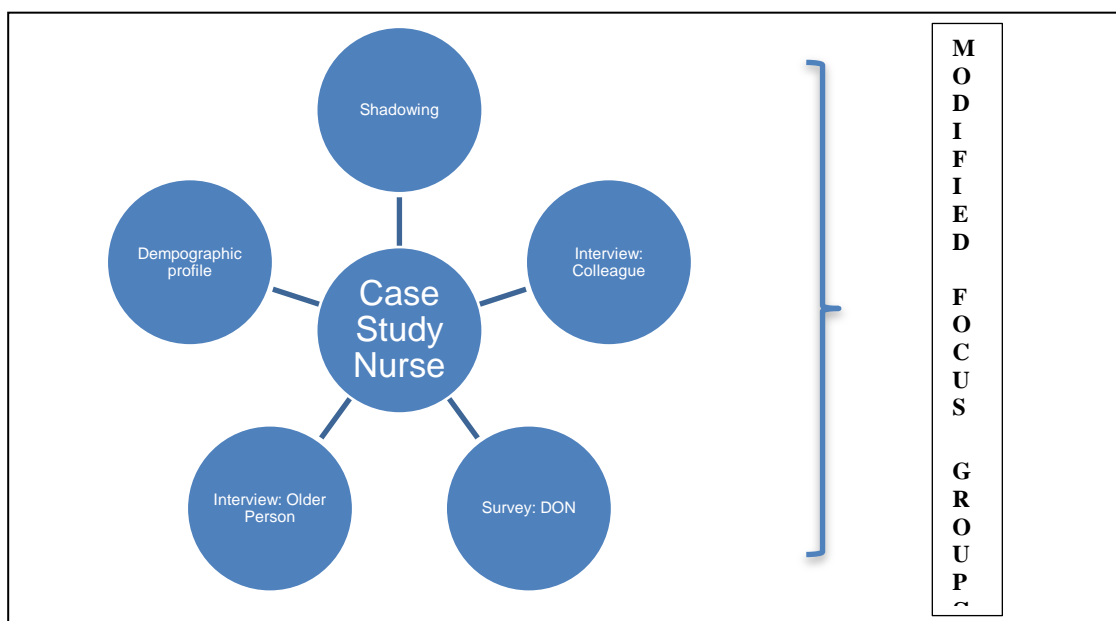 Shadowing
Interview:
Colleague
Survey: DON
Interview: Older
Person
Dempographic
profile
Case
Study
Nurse
M
O
D
I
F
I
E
D
F
O
C
U
S
G
R
O
U
P